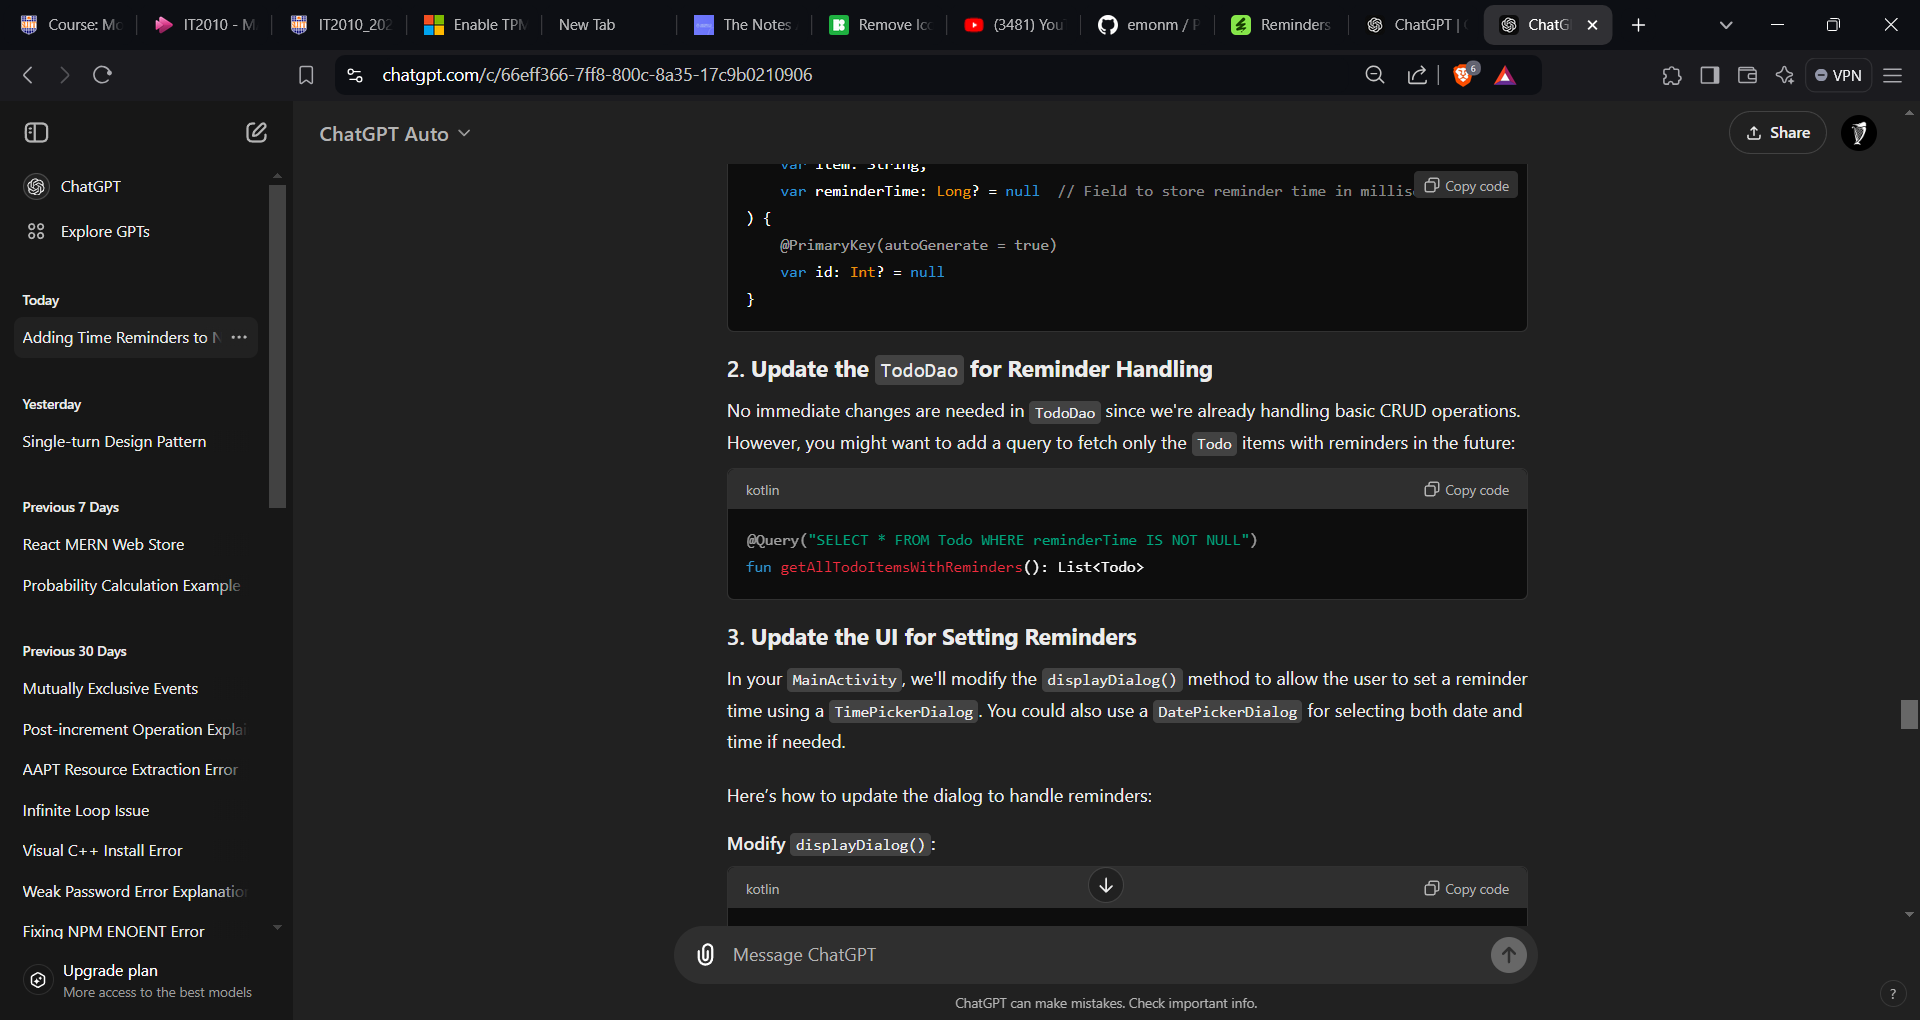 Course: Mo
IT2010 - M
IT2010_202
Enable TPM
New Tab
The Notes
Remove Ic
(3481) You
emonm / P
Reminders
ChatGPT |
ChatG
chatgpt.com/c/66eff366-7ff8-800c-8a35-17c9b0210906
6
VPN
ChatGPT Auto
Share
ChatGPT
Explore GPTs
Today
Adding Time Reminders to N
Yesterday
Single-turn Design Pattern
Previous 7 Days
React MERN Web Store
Probability Calculation Example
Previous 30 Days
Mutually Exclusive Events
Post-increment Operation Explai
AAPT Resource Extraction Error
Infinite Loop Issue
Visual C++ Install Error
Weak Password Error Explanation
Fixing NPM ENOENT Error
Upgrade plan
More access to the best models
var item: String,
var reminderTime: Long? = null // Field to store reminder time in millis
Copy code
) {
@PrimaryKey(autoGenerate = true)
var id: Int? = null
}
2. Update the TodoDao for Reminder Handling
No immediate changes are needed in TodoDao since we're already handling basic CRUD operations.
However, you might want to add a query to fetch only the Todo items with reminders in the future:
kotlin
Copy code
@Query("SELECT * FROM Todo WHERE reminderTime IS NOT NULL")
fun getAllTodoItemsWithReminders(): List<Todo>
3. Update the UI for Setting Reminders
In your MainActivity, we'll modify the displayDialog() method to allow the user to set a reminder
time using a TimePickerDialog. You could also use a DatePickerDialog for selecting both date and
time if needed.
Here's how to update the dialog to handle reminders:
Modify displayDialog():
kotlin
Copy code
Message ChatGPT
ChatGPT can make mistakes. Check important info.
?